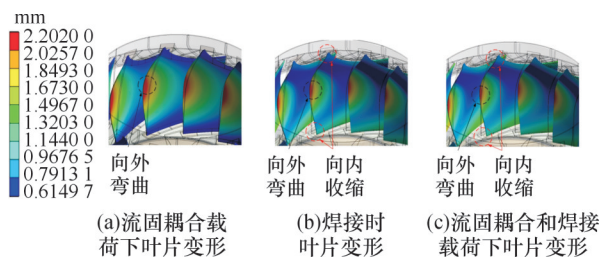 mm
2.2020 0
2.0257 0
1.8493 0
1.6730 0
1.4967 0
1.3203 0
1.1440 0
0.9676 5
0.7913 1
0.6149 7
向外
弯曲
向外
弯曲
向内
收缩
向外
弯曲
向内
收缩
(a)流固耦合载
荷下叶片变形
(b)焊接时
叶片变形
(c)流固耦合和焊接
载荷下叶片变形